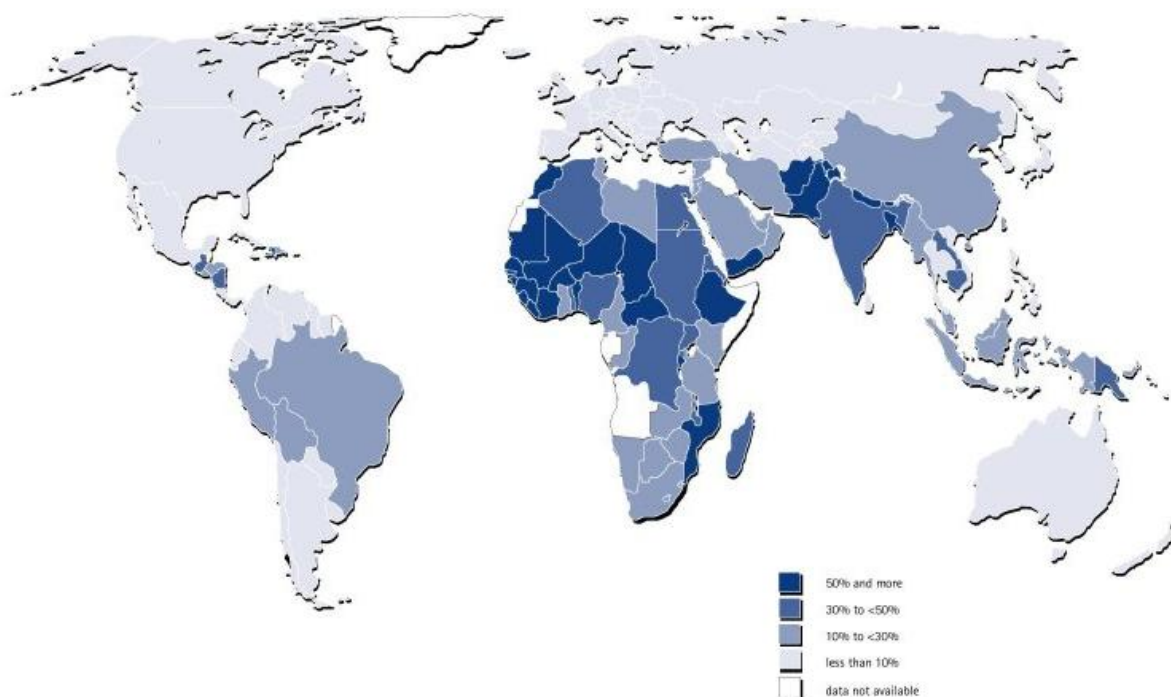 50% and more
30% to <50%
10% to <30%
less than 10%
data not available